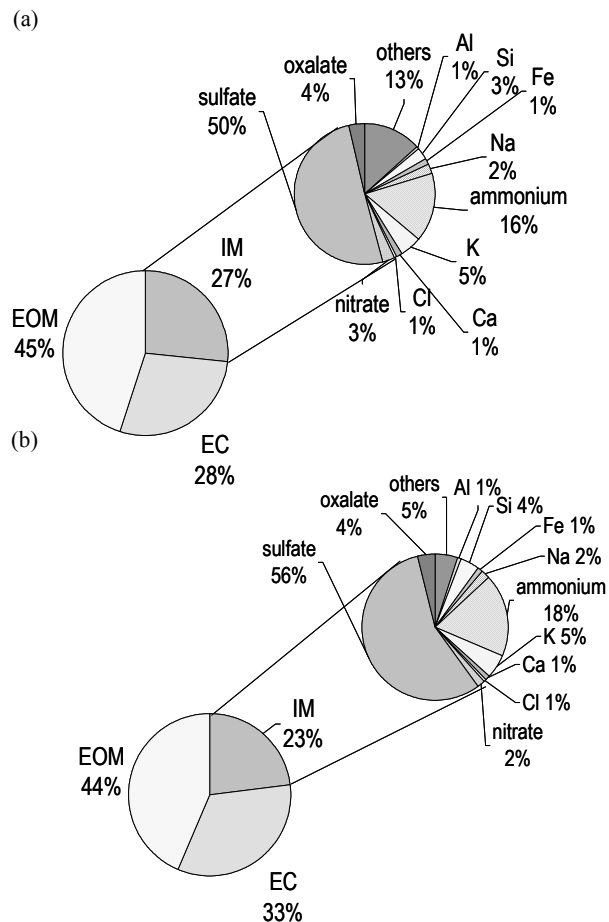 (a)
Al
1%
Si
3%
Fe
1%
others
13%
oxalate
4%
sulfate
50%
Na
2%
ammonium
16%
K
5%
Ca
1%
Cl
1%
nitrate
3%
IM
27%
EOM
45%
EC
28%
(b)
others
5%
Al 1%
Si 4%
oxalate
4%
Fe 1%
Na 2%
sulfate
56%
ammonium
18%
K 5%
Ca 1%
Cl 1%
nitrate
2%
IM
23%
EOM
44%
EC
33%